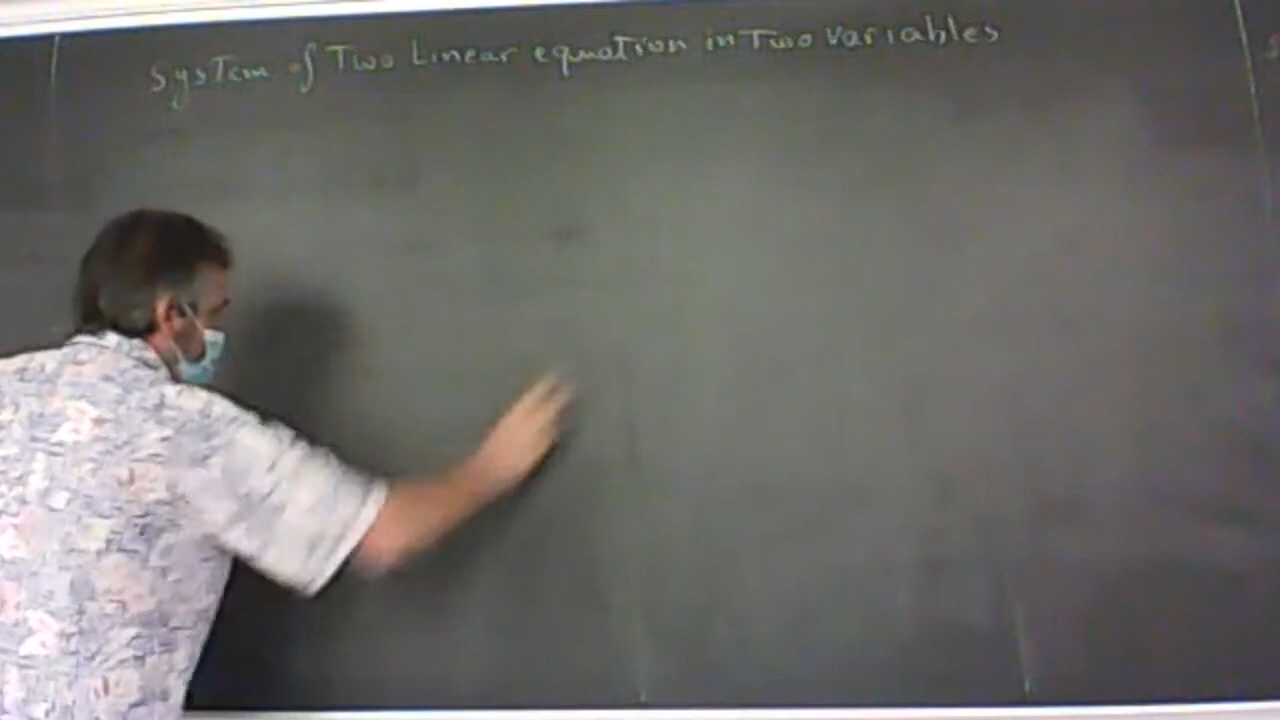 System of Two Linear equation in Two variables